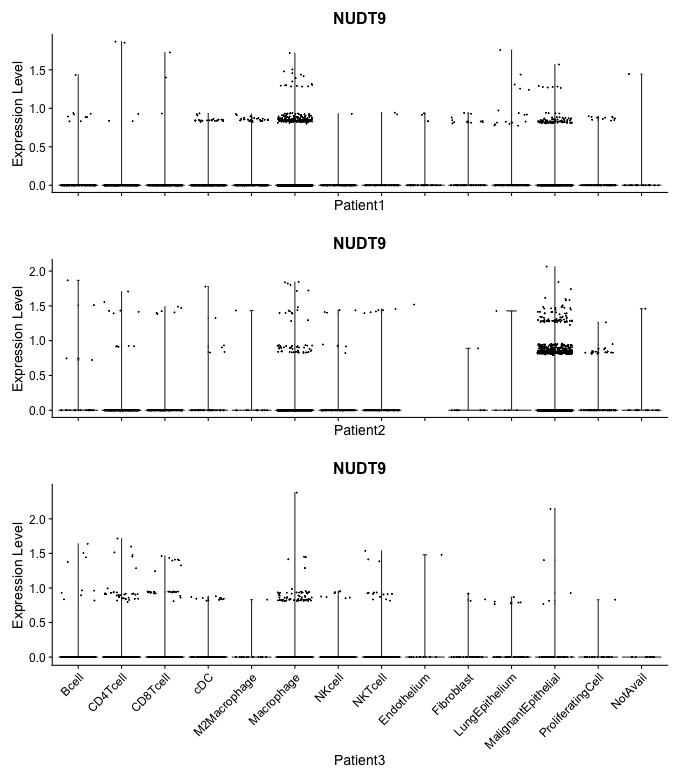 NUDT9
Expression Level
1.5
1.0
0.5
0.0
Patient1
NUDT9
Expression Level
2.0
1.5
1.0
0.5
0.0
Patient2
NUDT9
Expression Level
2.0
1.5
1.0
0.5
0.0
Bcell
CD4Tcell
CD8Tcell
cDC
M2Macrophage
Macrophage
NKcell
NKTcell
Endothelium
Fibroblast
LungEpithelium
MalignantEpithelial
ProliferatingCell
NotAvail
Patient3